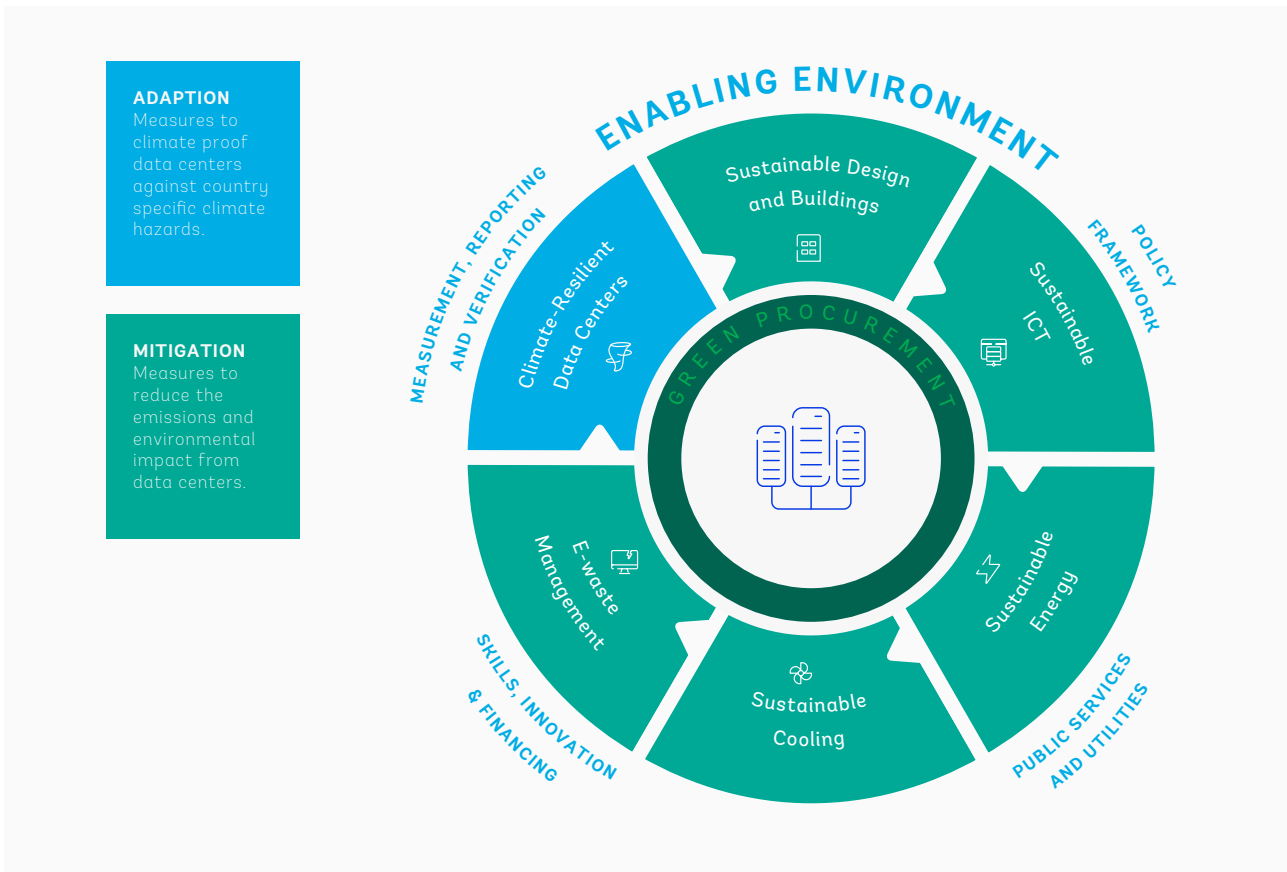 ADAPTION
Measures to
climate proof
data centers
against country
specific climate
hazards.
MITIGATION
Measures to
reduce the
emissions and
environmental
impact from
data centers.
ENABLING ENVIRONMENT
MEASUREMENT, REPORTING
AND VERIFICATION
POLICY
FRAMEWORK
PUBLIC SERVICES
AND UTILITIES
SKILLS, INNOVATION
& FINANCING
Sustainable Design
and Buildings
Sustainable
ICT
Sustainable
Energy
Sustainable
Cooling
E-waste
Management
Climate-Resilient
Data Centers
GREEN PROCUREMENT